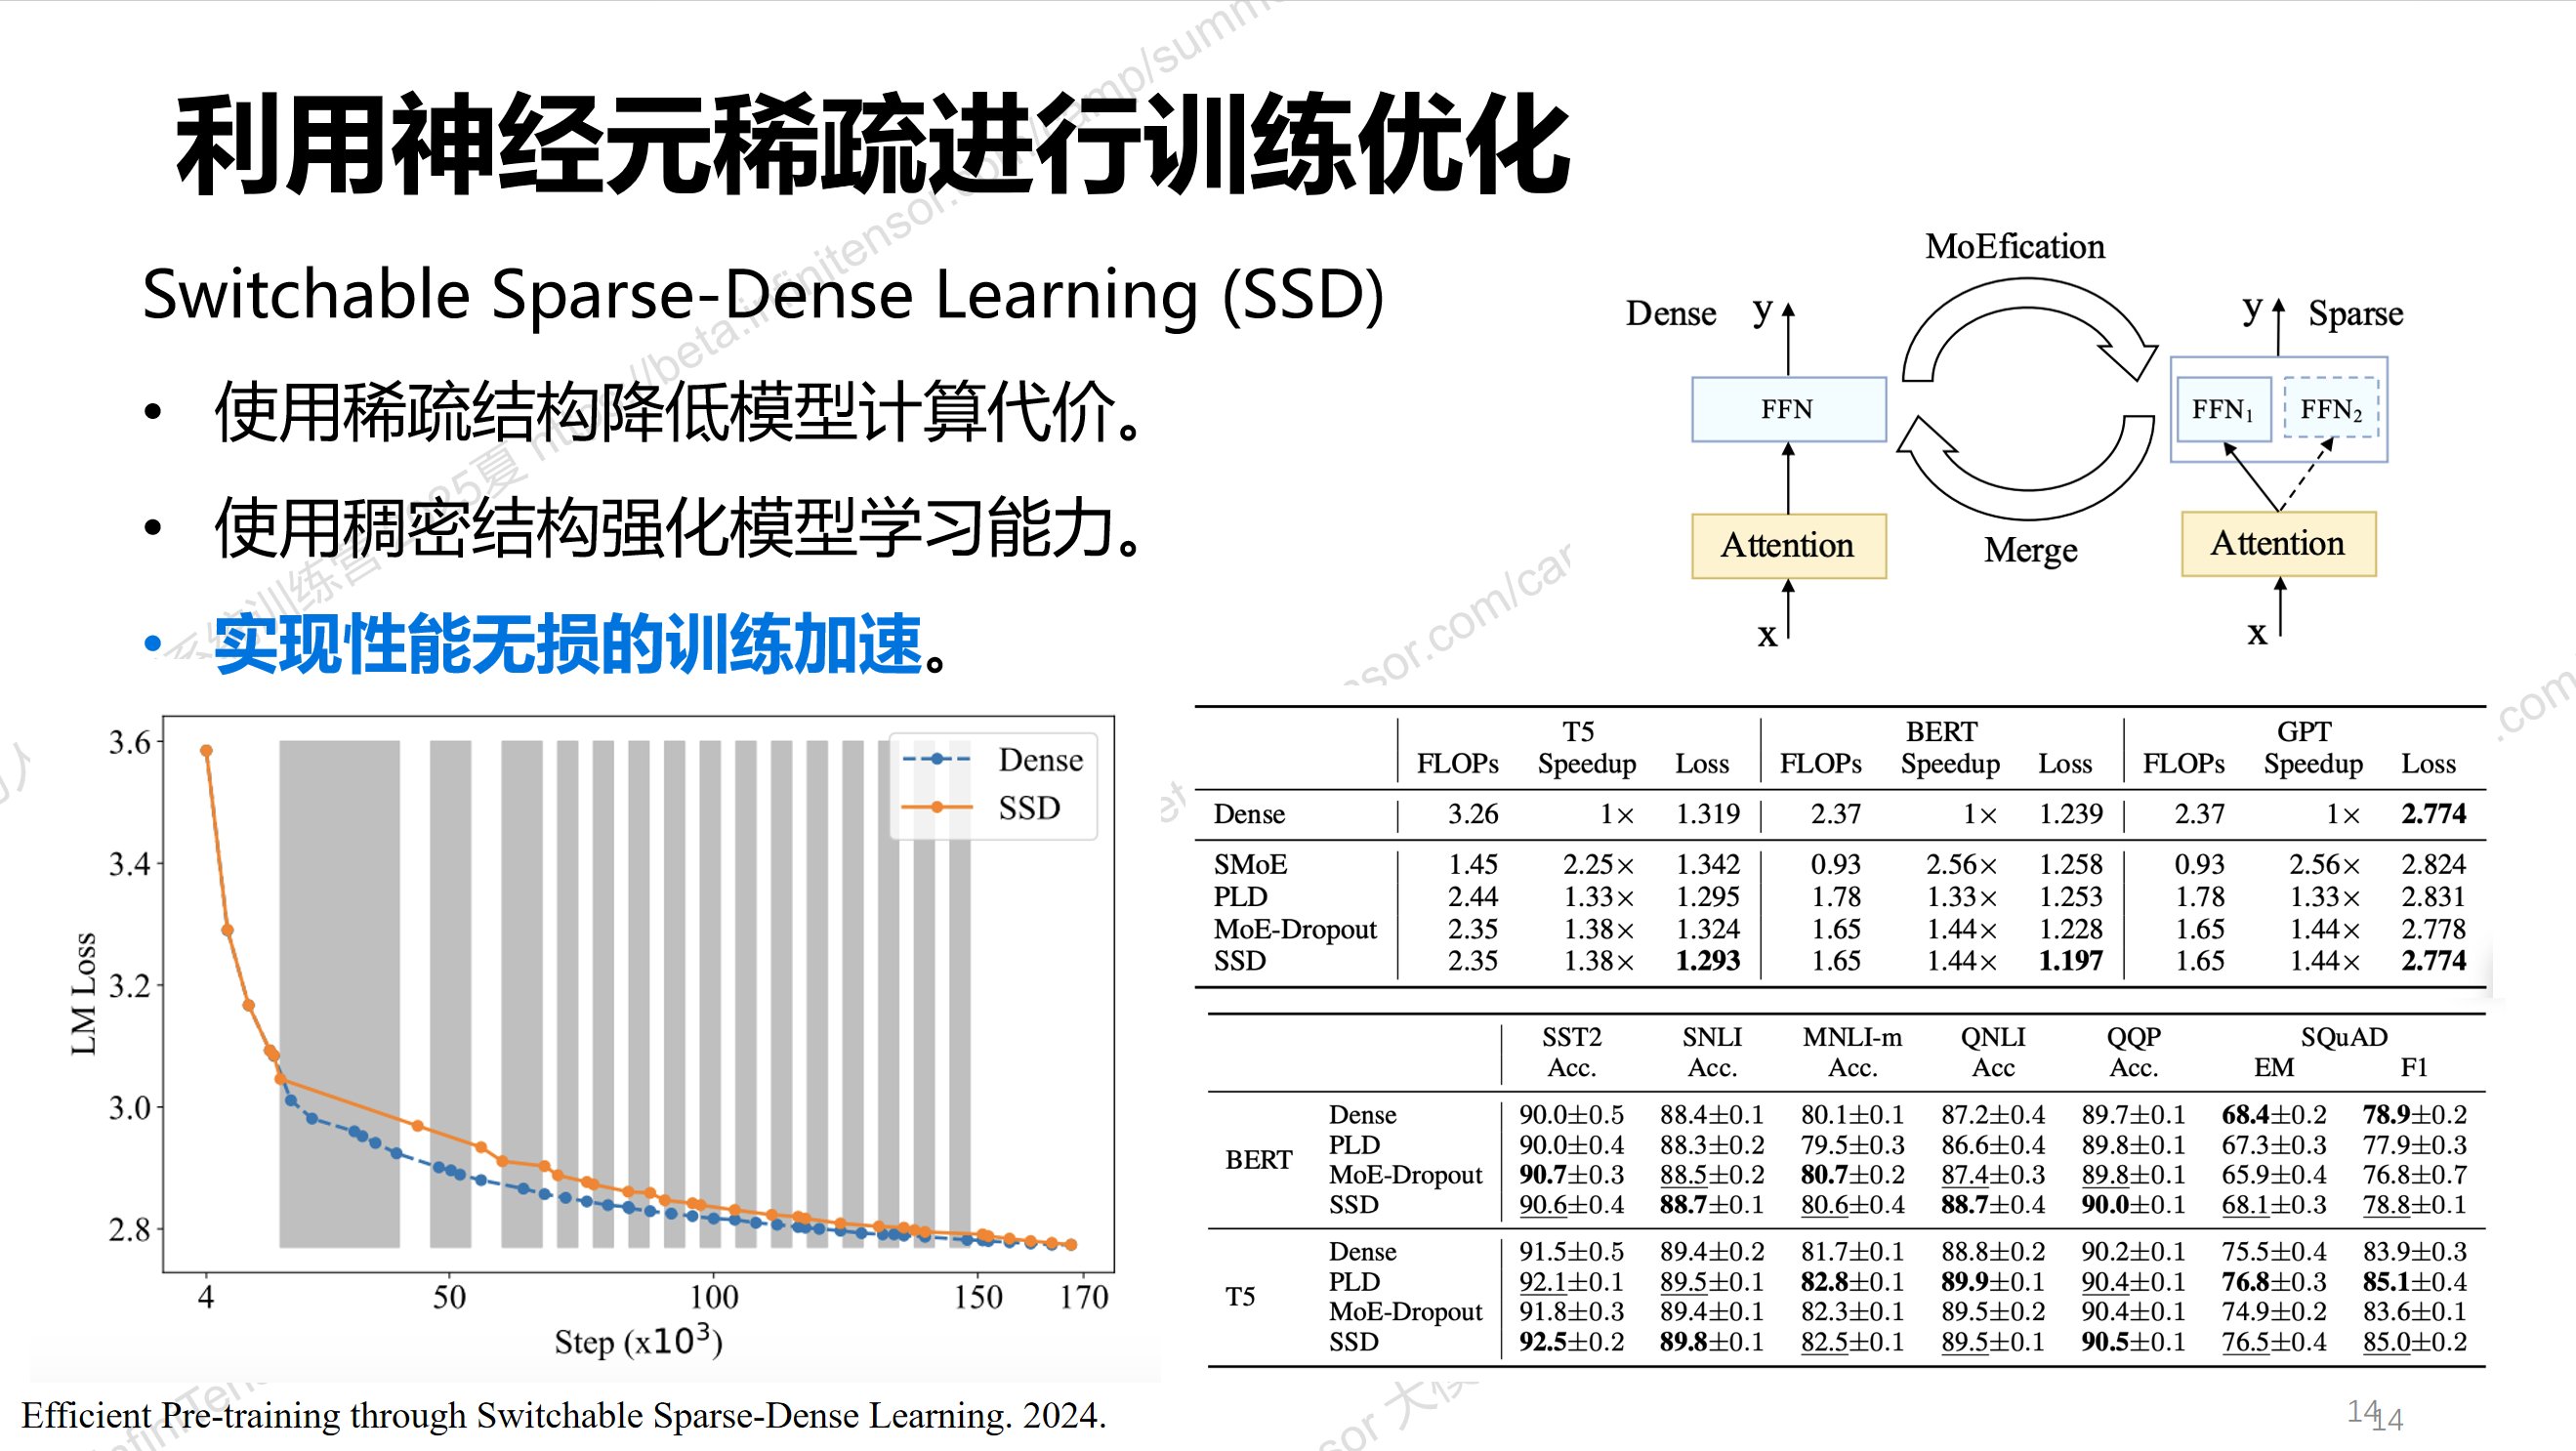 利用神经元稀疏进行训练优化
Switchable Sparse-Dense Learning (SSD)
• 使用稀疏结构降低模型计算代价。
• 使用稠密结构强化模型学习能力。
• 实现性能无损的训练加速。
MoEfication
Dense y
y Sparse
FFN
FFN1 FFN2
Attention
Merge
Attention
x
x
3.6
3.4
3.2
3.0
2.8
LM Loss
Dense
SSD
4 50 100 150 170
Step (x10³)
T5 BERT GPT
FLOPs Speedup Loss FLOPs Speedup Loss FLOPs Speedup Loss
Dense 3.26 1× 1.319 2.37 1× 1.239 2.37 1× 2.774
SMoE 1.45 2.25× 1.342 0.93 2.56× 1.258 0.93 2.56× 2.824
PLD 2.44 1.33× 1.295 1.78 1.33× 1.253 1.78 1.33× 2.831
MoE-Dropout 2.35 1.38× 1.324 1.65 1.44× 1.228 1.65 1.44× 2.778
SSD 2.35 1.38× 1.293 1.65 1.44× 1.197 1.65 1.44× 2.774
SST2 SNLI MNLI-m QNLI QQP SQuAD
Acc. Acc. Acc. Acc Acc. EM F1
BERT
Dense 90.0±0.5 88.4±0.1 80.1±0.1 87.2±0.4 89.7±0.1 68.4±0.2 78.9±0.2
PLD 90.0±0.4 88.3±0.2 79.5±0.3 86.6±0.4 89.8±0.1 67.3±0.3 77.9±0.3
MoE-Dropout 90.7±0.3 88.5±0.2 80.7±0.2 87.4±0.3 89.8±0.1 65.9±0.4 76.8±0.7
SSD 90.6±0.4 88.7±0.1 80.6±0.4 88.7±0.4 90.0±0.1 68.1±0.3 78.8±0.1
T5
Dense 91.5±0.5 89.4±0.2 81.7±0.1 88.8±0.2 90.2±0.1 75.5±0.4 83.9±0.3
PLD 92.1±0.1 89.5±0.1 82.8±0.1 89.9±0.1 90.4±0.1 76.8±0.3 85.1±0.4
MoE-Dropout 91.8±0.3 89.4±0.1 82.3±0.1 89.5±0.2 90.4±0.1 74.9±0.2 83.6±0.1
SSD 92.5±0.2 89.8±0.1 82.5±0.1 89.5±0.1 90.5±0.1 76.5±0.4 85.0±0.2
Efficient Pre-training through Switchable Sparse-Dense Learning. 2024.
14
14